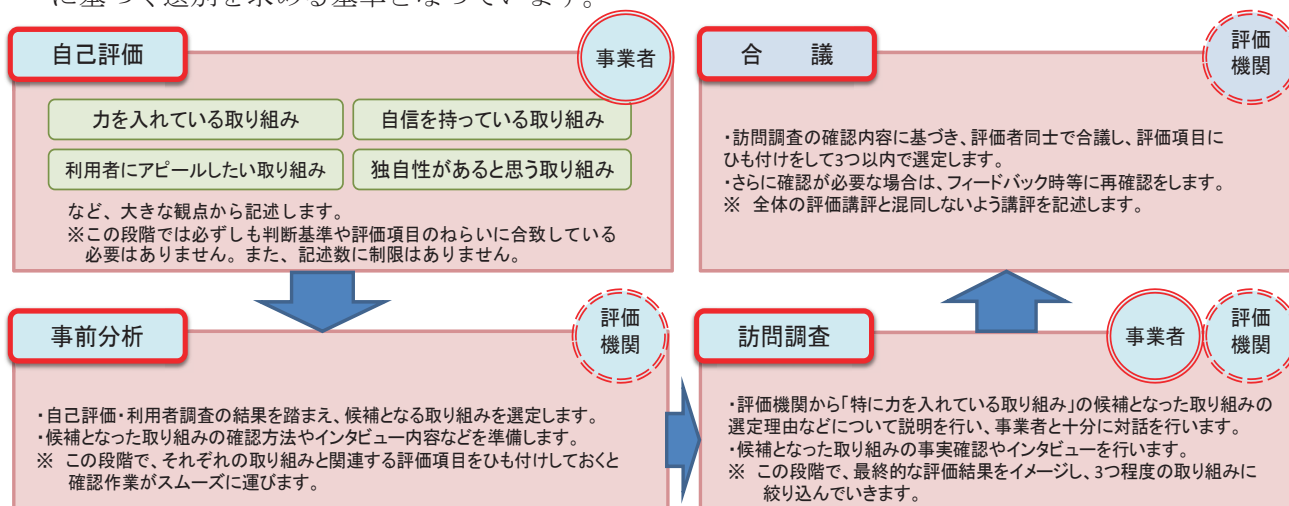 に基づく選別を求める基準となっています。
自己評価
事業者
力を入れている取り組み
自信を持っている取り組み
利用者にアピールしたい取り組み
独自性があると思う取り組み
など、大きな観点から記述します。
※この段階では必ずしも判断基準や評価項目のねらいに合致している
必要はありません。また、記述数に制限はありません。
事前分析
評価
機関
・自己評価・利用者調査の結果を踏まえ、候補となる取り組みを選定します。
・候補となった取り組みの確認方法やインタビュー内容などを準備します。
※ この段階で、それぞれの取り組みと関連する評価項目をひも付けしておくと
確認作業がスムーズに運びます。
訪問調査
事業者
評価
機関
・評価機関から「特に力を入れている取り組み」の候補となった取り組みの
選定理由などについて説明を行い、事業者と十分に対話を行います。
・候補となった取り組みの事実確認やインタビューを行います。
※ この段階で、最終的な評価結果をイメージし、3つ程度の取り組みに
絞り込んでいきます。
合 議
評価
機関
・訪問調査の確認内容に基づき、評価者同士で合議し、評価項目に
ひも付けをして3つ以内で選定します。
・さらに確認が必要な場合は、フィードバック時等に再確認をします。
※ 全体の評価講評と混同しないよう講評を記述します。